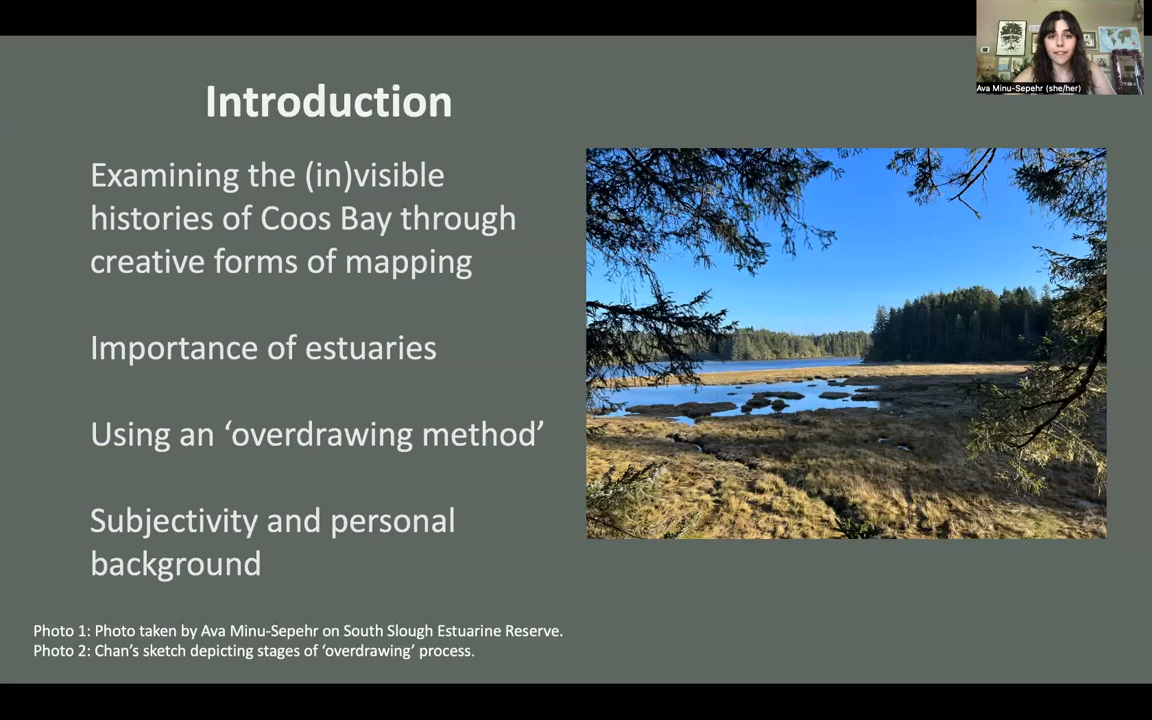 Introduction
Examining the (in)visible
histories of Coos Bay through
creative forms of mapping
Importance of estuaries
Using an ‘overdrawing method’
Subjectivity and personal
background
Photo 1: Photo taken by Ava Minu-Sepehr on South Slough Estuarine Reserve.
Photo 2: Chan’s sketch depicting stages of ‘overdrawing’ process.
Ava Minu-Sepehr (she/her)